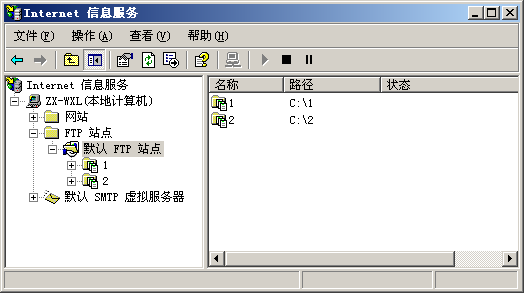 Internet 信息服务
文件(F) 操作(A) 查看(V) 帮助(H)
Internet 信息服务
ZX-WXL(本地计算机)
网站
FTP 站点
默认 FTP 站点
1
2
默认 SMTP 虚拟服务器
名称 路径 状态
1 C:\1
2 C:\2